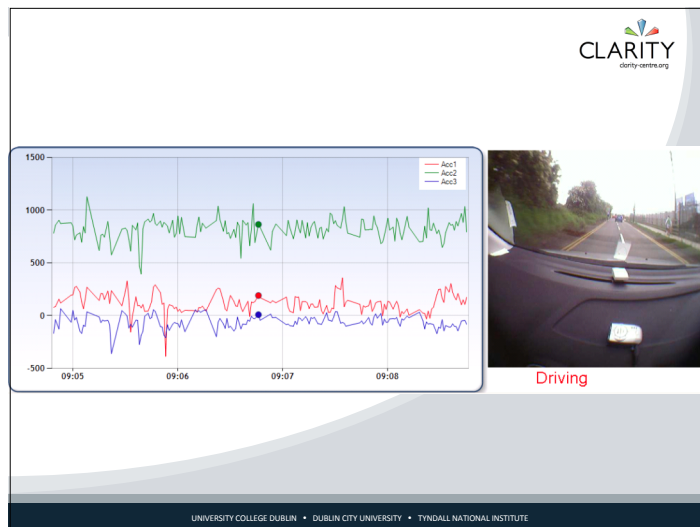 CLARITY
clarity-centre.org
1500
1000
500
0
-500
Acc1
Acc2
Acc3
09:05
09:06
09:07
09:08
Driving
UNIVERSITY COLLEGE DUBLIN • DUBLIN CITY UNIVERSITY • TYNDALL NATIONAL INSTITUTE